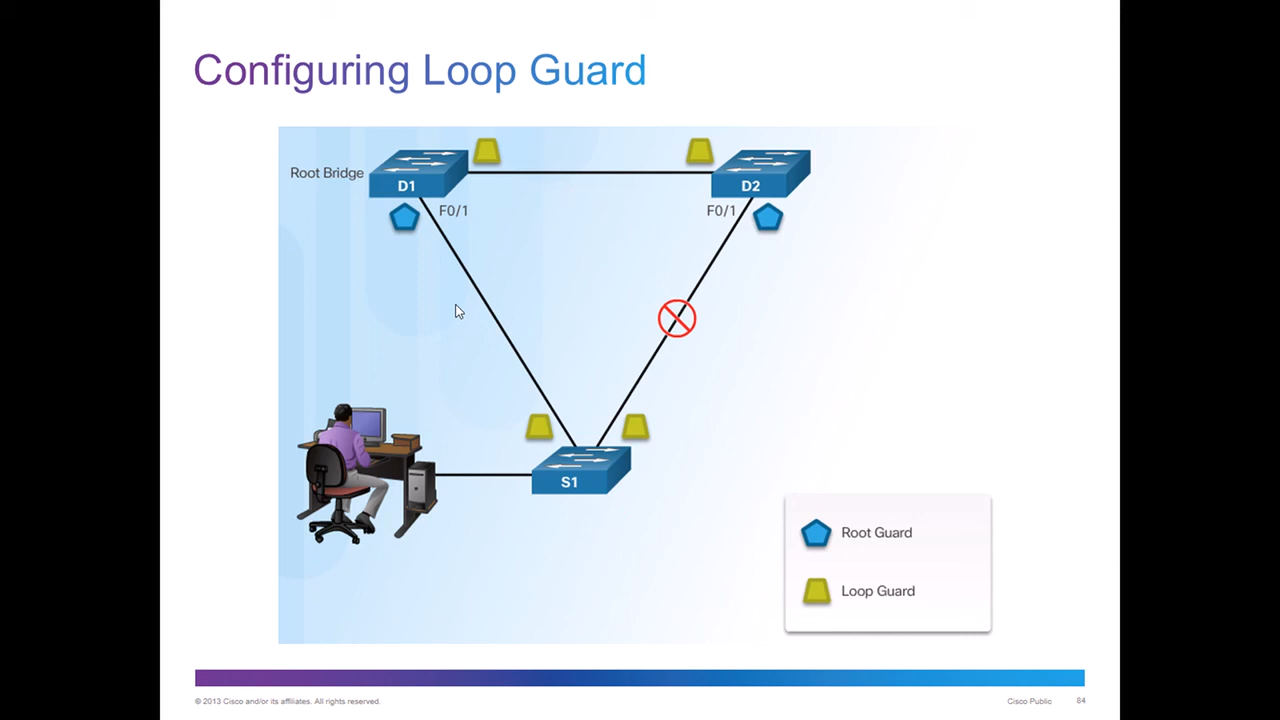 Configuring Loop Guard
Root Bridge
D1
D2
F0/1
F0/1
S1
Root Guard
Loop Guard
© 2013 Cisco and/or its affiliates. All rights reserved.
Cisco Public
84